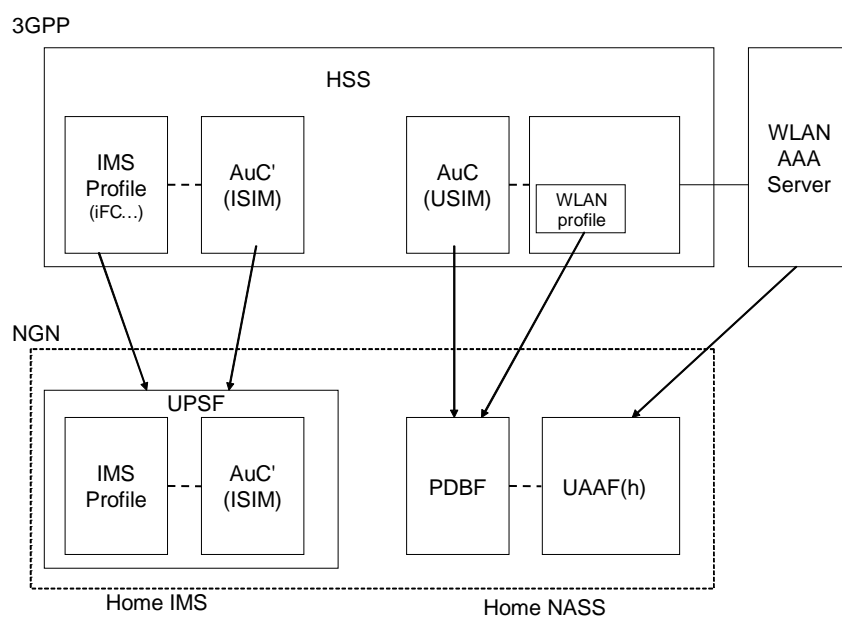 3GPP
HSS
IMS
Profile
(iFC…)
AuC'
(ISIM)
AuC
(USIM)
WLAN
profile
WLAN
AAA
Server
NGN
UPSF
IMS
Profile
AuC'
(ISIM)
PDBF
UAAF(h)
Home IMS
Home NASS